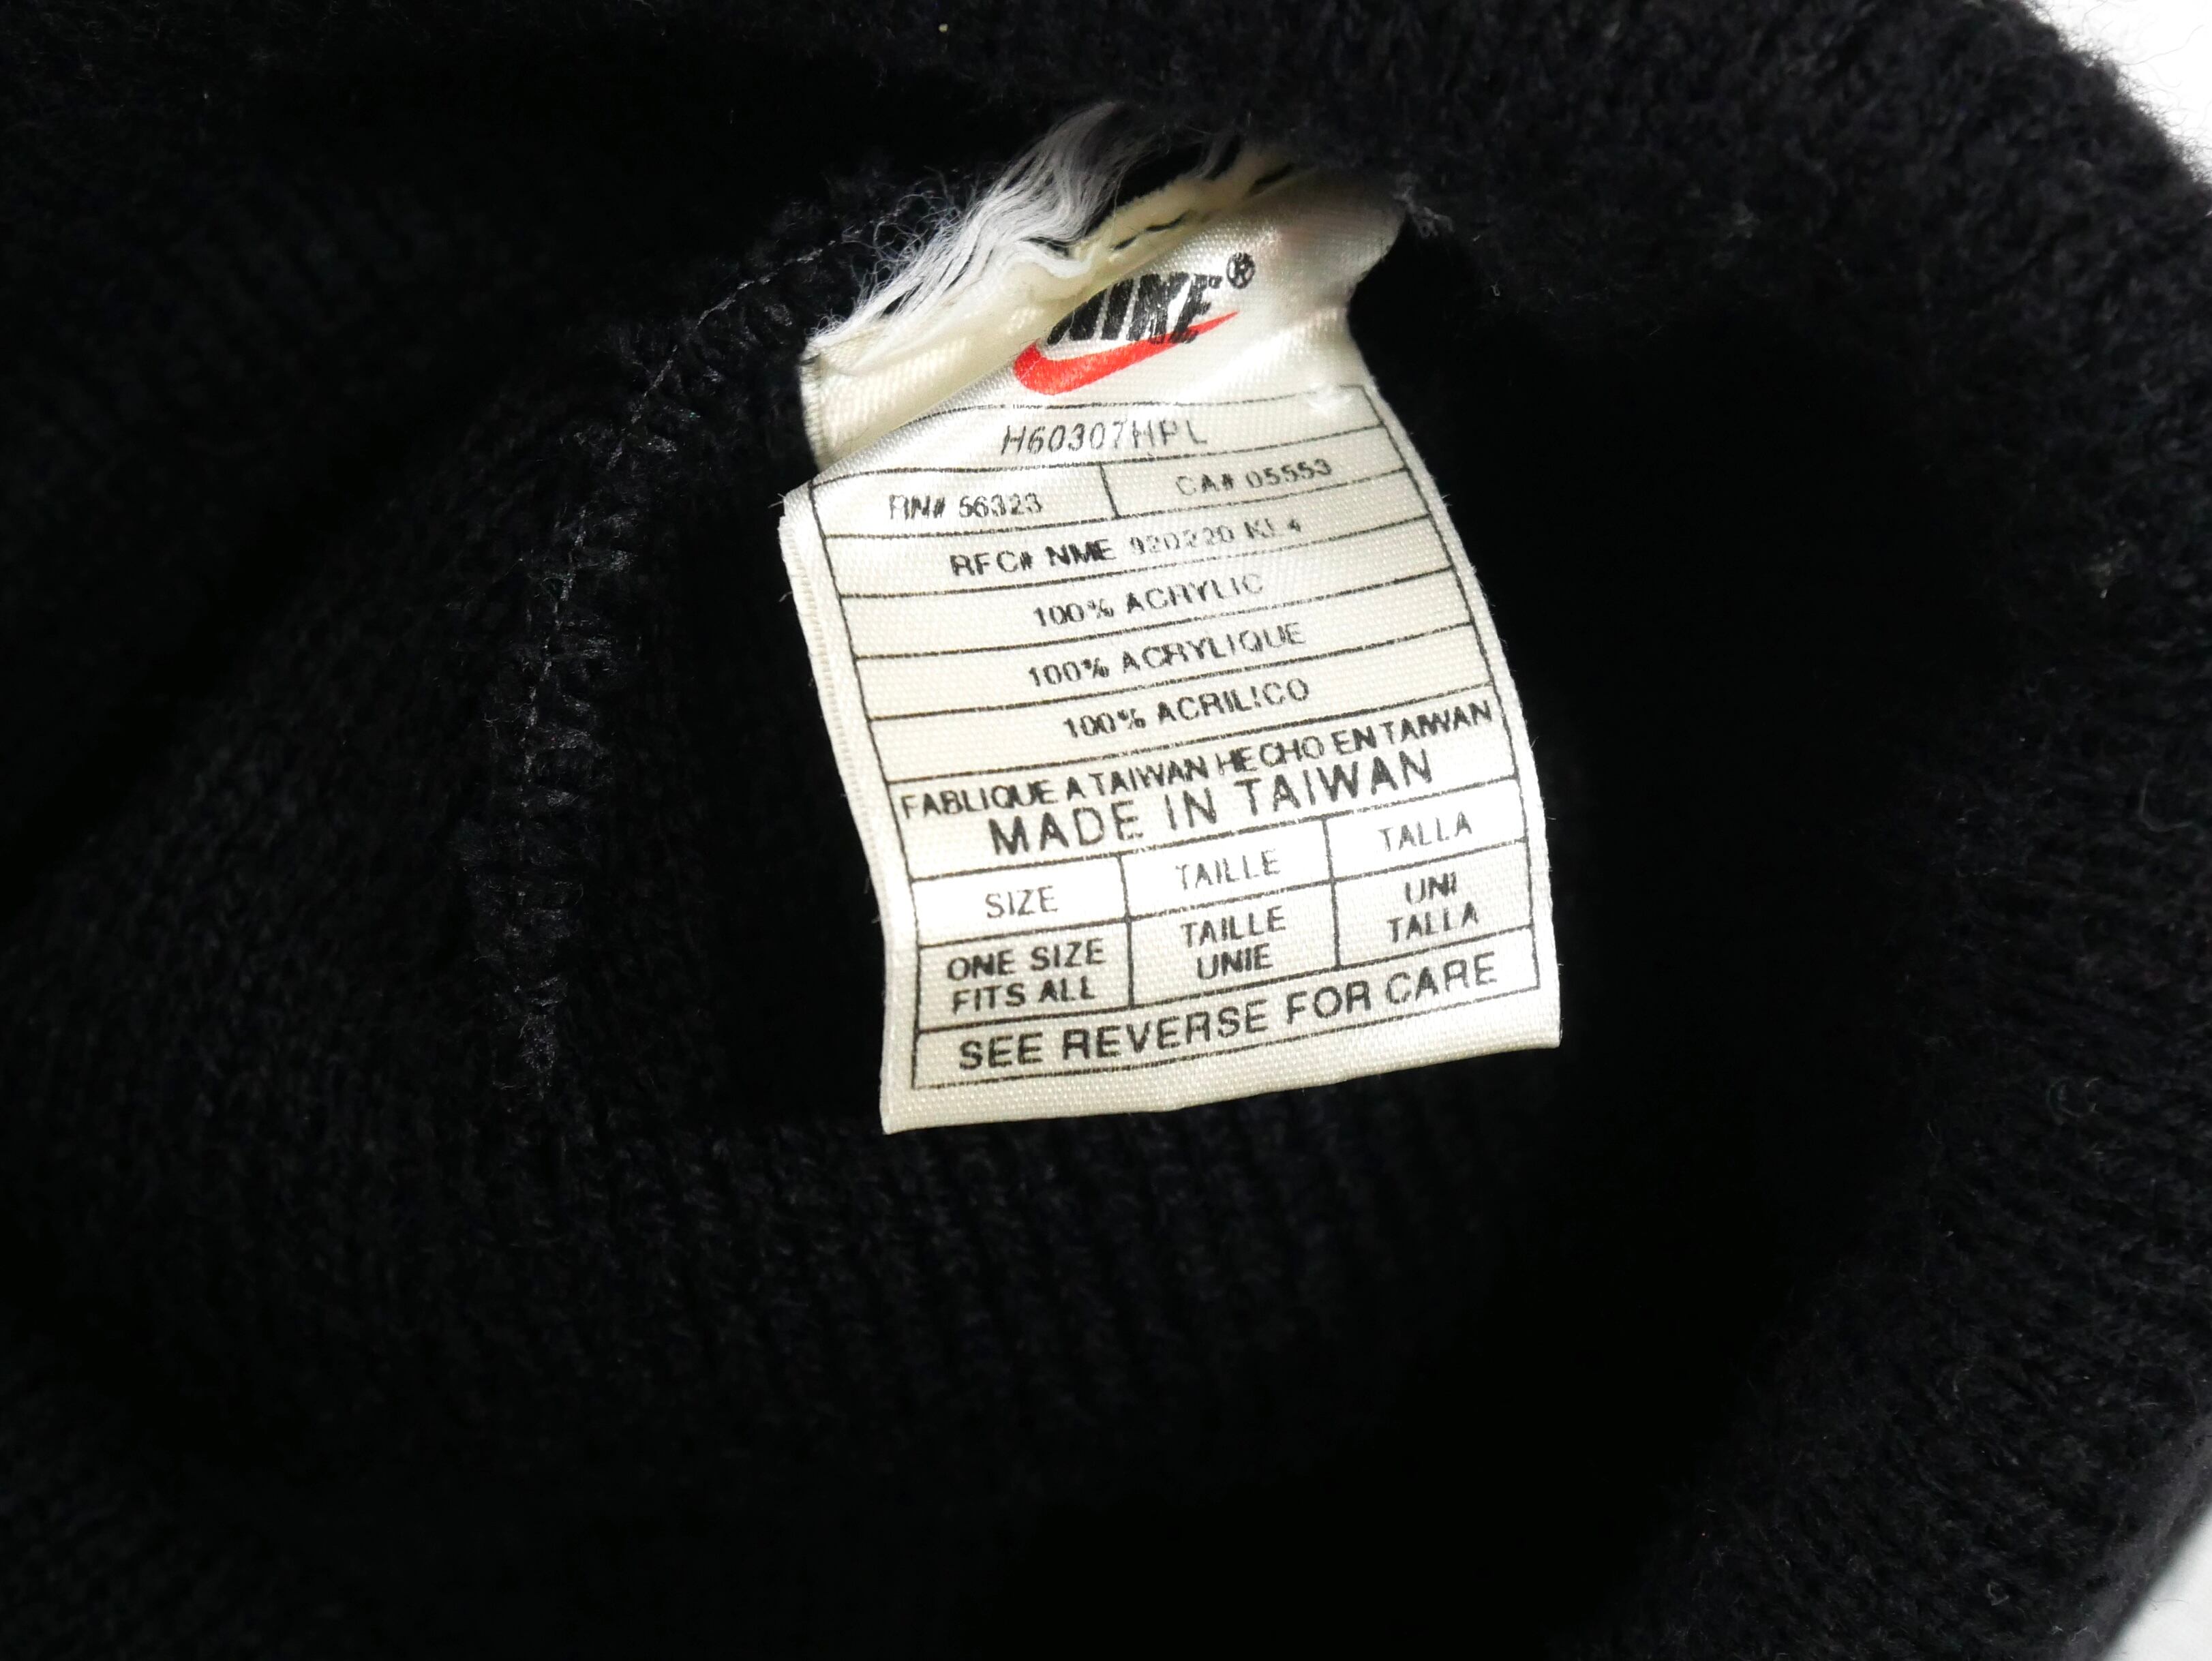 NIKE®
H60307HPL
RN# 56323
CA# 05553
RFC# NME 920220 KL4
100% ACRYLIC
100% ACRYLIQUE
100% ACRILICO
FABLIQUE A TAIWAN HECHO EN TAIWAN
MADE IN TAIWAN
SIZE
TAILLE
TALLA
ONE SIZE
FITS ALL
TAILLE
UNIE
UNI
TALLA
SEE REVERSE FOR CARE